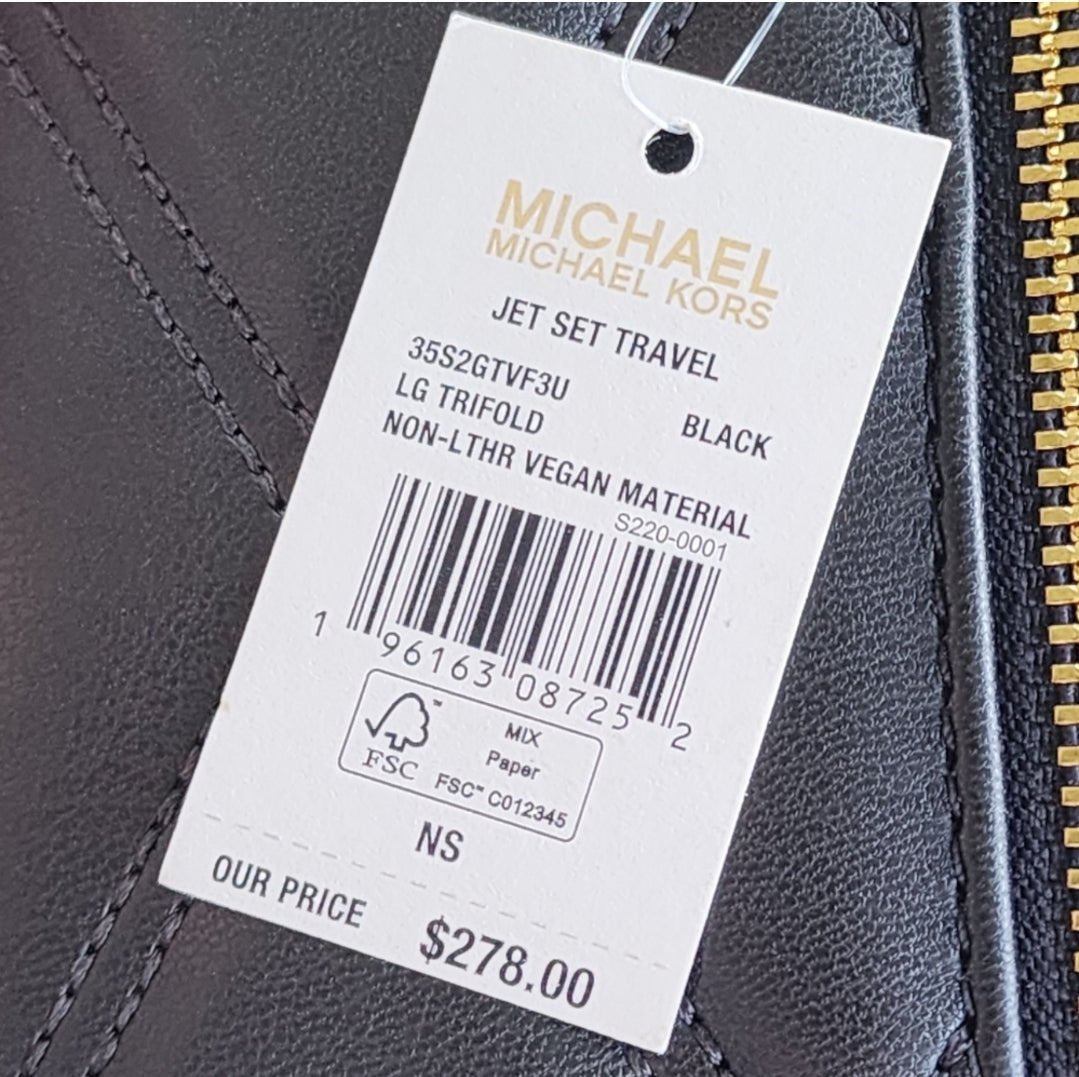 MICHAEL
MICHAEL KORS
JET SET TRAVEL
35S2GTVF3U
LG TRIFOLD BLACK
NON-LTHR VEGAN MATERIAL
S220-0001
1 96163 08725 2
FSC
MIX
Paper
FSC™ C012345
NS
OUR PRICE $278.00